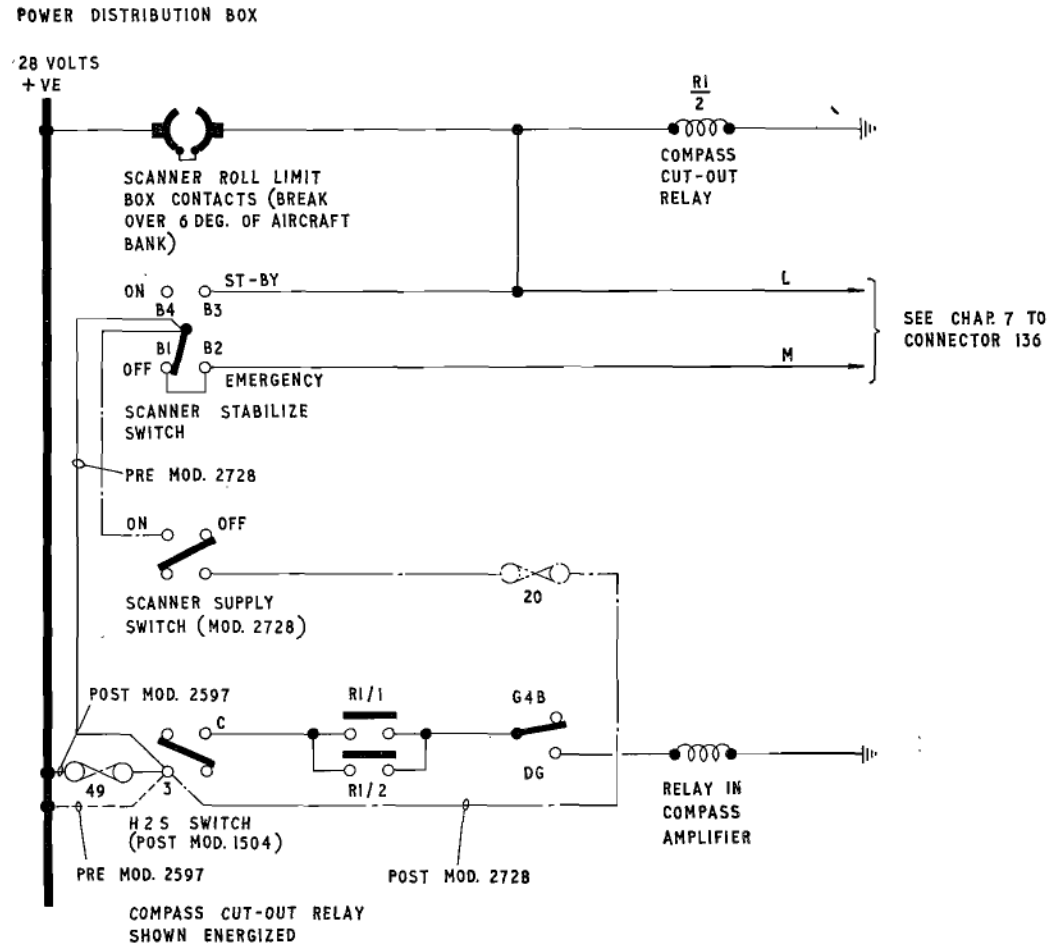 POWER DISTRIBUTION BOX
28 VOLTS
+ VE
R1
2
COMPASS
CUT-OUT
RELAY
SCANNER ROLL LIMIT
BOX CONTACTS (BREAK
OVER 6 DEG. OF AIRCRAFT
BANK)
ON
ST-BY
B4
B3
L
SEE CHAP. 7 TO
CONNECTOR 136
B1
B2
M
OFF
EMERGENCY
SCANNER STABILIZE
SWITCH
PRE MOD. 2728
ON
OFF
20
SCANNER SUPPLY
SWITCH (MOD. 2728)
POST MOD. 2597
C
R1/1
G4B
DG
R1/2
49
3
RELAY IN
COMPASS
AMPLIFIER
H2S SWITCH
(POST MOD. 1504)
PRE MOD. 2597
POST MOD. 2728
COMPASS CUT-OUT RELAY
SHOWN ENERGIZED